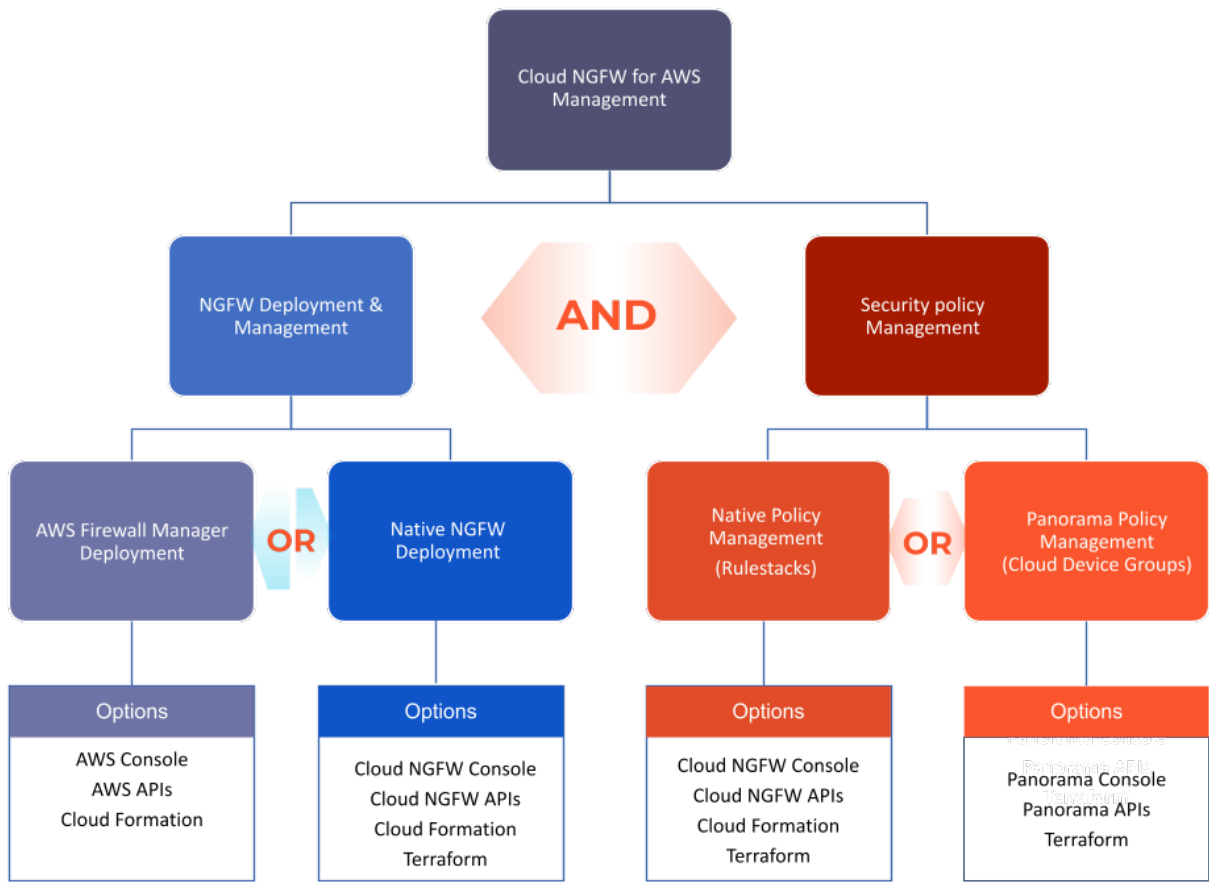 Cloud NGFW for AWS
Management
NGFW Deployment &
Management
AND
Security policy
Management
AWS Firewall Manager
Deployment
OR
Native NGFW
Deployment
Native Policy
Management
(Rulestacks)
OR
Panorama Policy
Management
(Cloud Device Groups)
Options
AWS Console
AWS APIs
Cloud Formation
Options
Cloud NGFW Console
Cloud NGFW APIs
Cloud Formation
Terraform
Options
Cloud NGFW Console
Cloud NGFW APIs
Cloud Formation
Terraform
Options
Panorama Console
Panorama APIs
Terraform